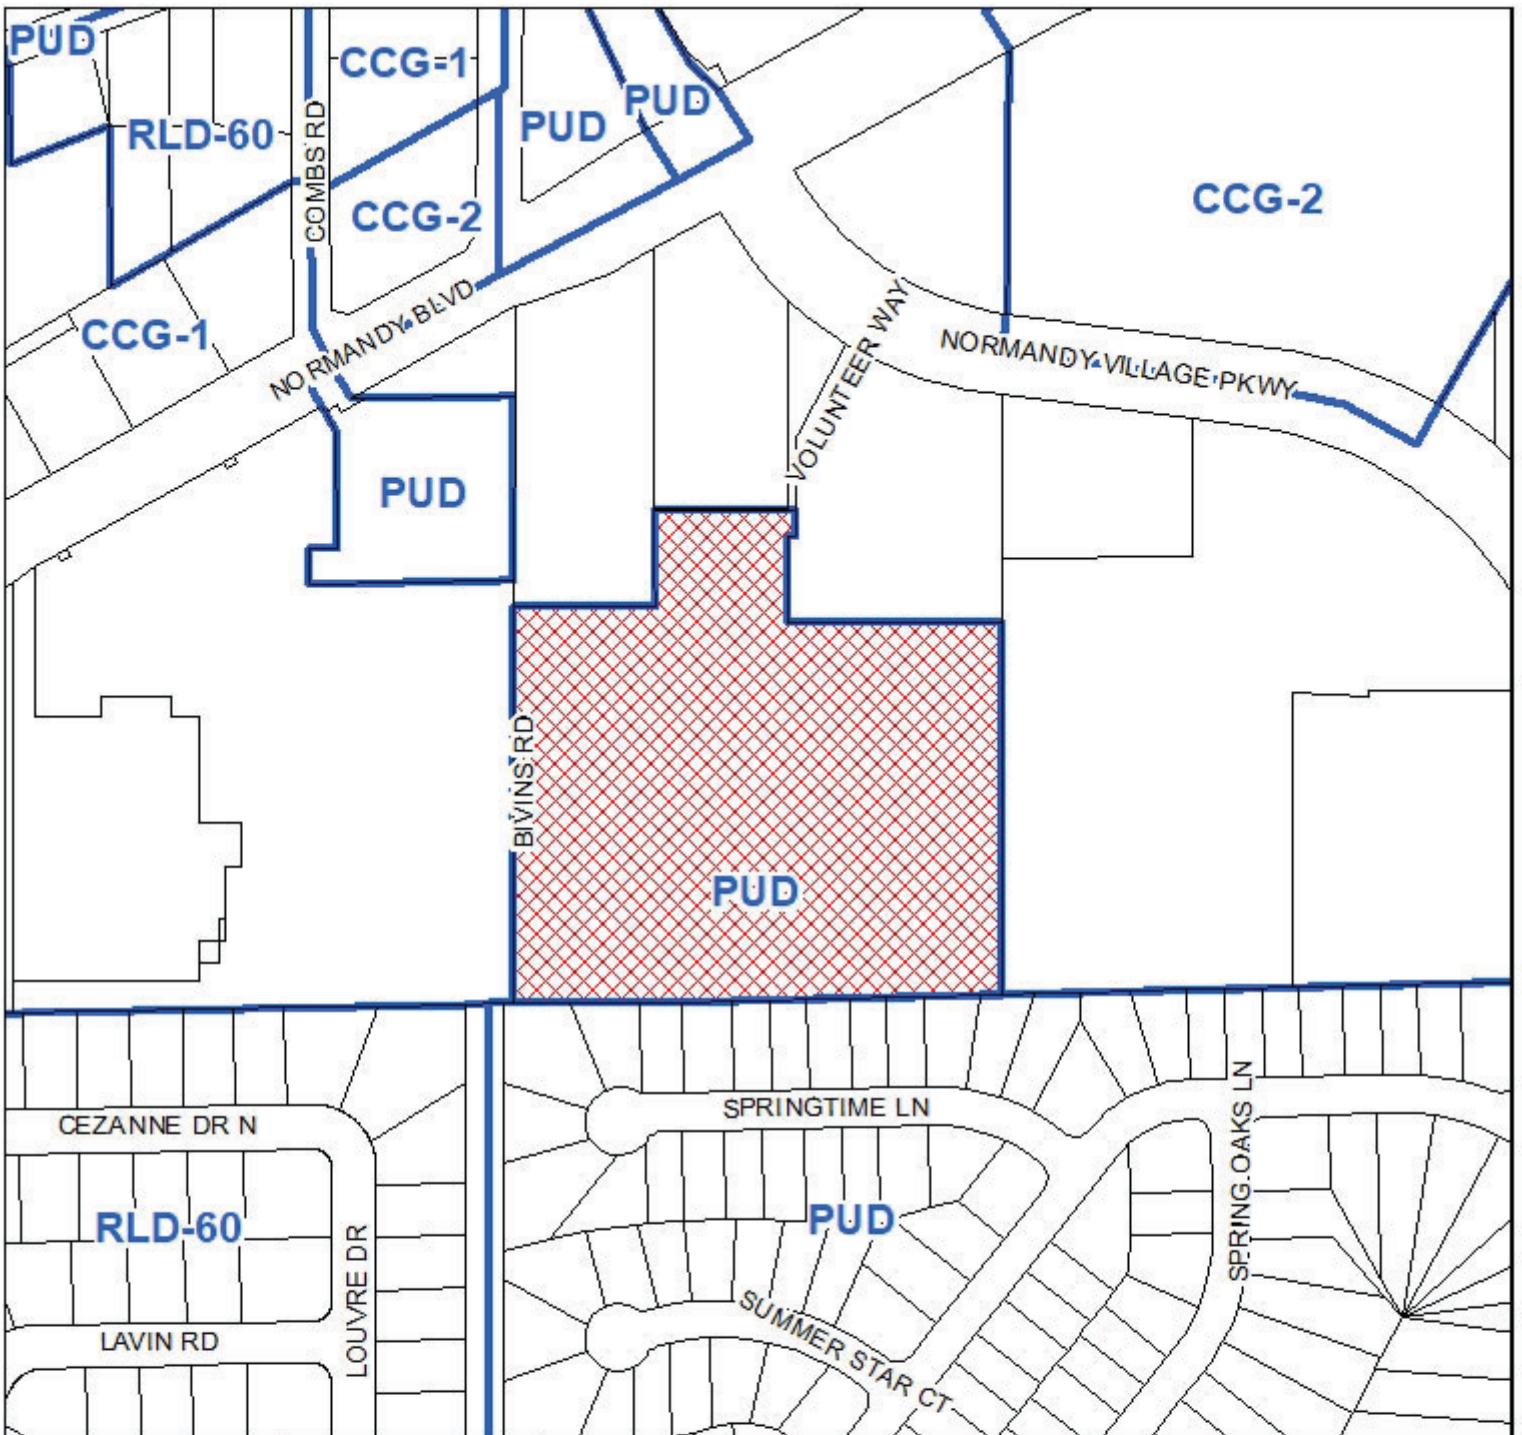 PUD
CCG-1
PUD
PUD
RLD-60
COMBS RD
CCG-2
CCG-2
CCG-1
NORMANDY BLVD
VOLUNTEER WAY
NORMANDY VILLAGE PKWY
PUD
BIVINS RD
PUD
CEZANNE DR N
SPRINGTIME LN
SPRING OAKS LN
RLD-60
PUD
LOUVRE DR
LAVIN RD
SUMMER STAR CT